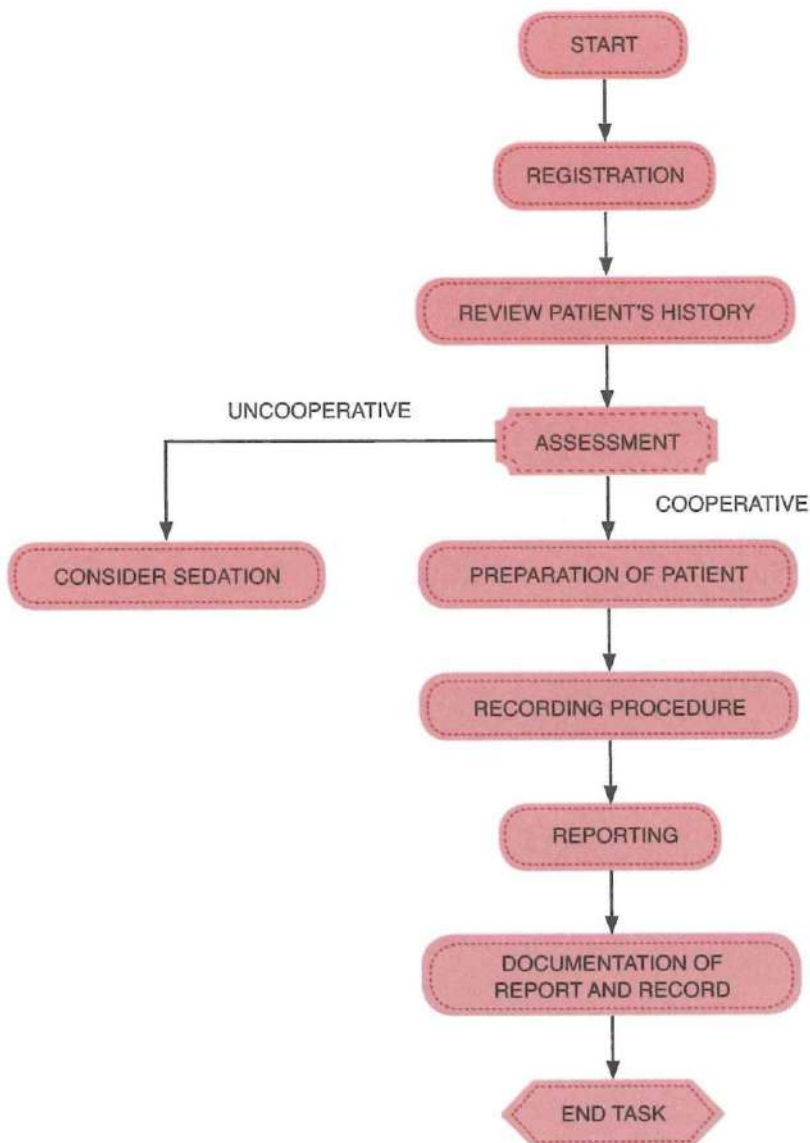 START
REGISTRATION
REVIEW PATIENT'S HISTORY
UNCOOPERATIVE
ASSESSMENT
COOPERATIVE
CONSIDER SEDATION
PREPARATION OF PATIENT
RECORDING PROCEDURE
REPORTING
DOCUMENTATION OF
REPORT AND RECORD
END TASK